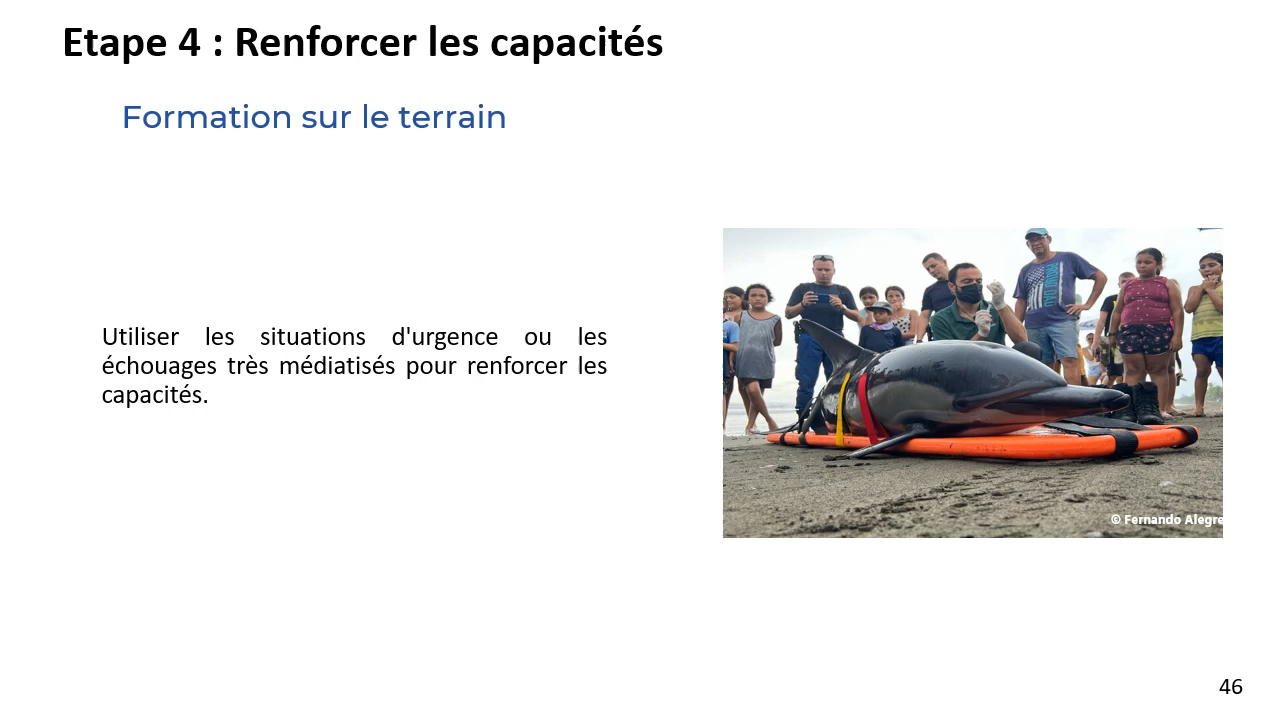 Etape 4 : Renforcer les capacités
Formation sur le terrain
Utiliser les situations d'urgence ou les
échouages très médiatisés pour renforcer les
capacités.
© Fernando Alegre
46